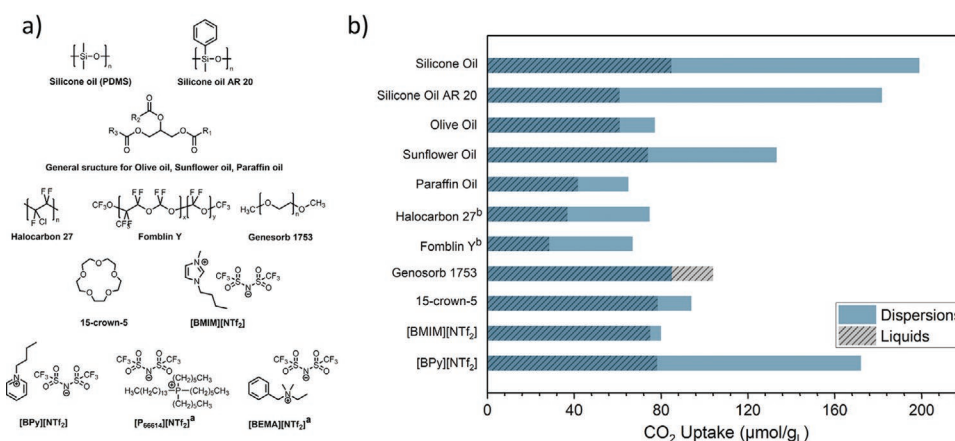 a)
Silicone oil (PDMS)
Silicone oil AR 20
General sructure for Olive oil, Sunflower oil, Paraffin oil
Halocarbon 27
Fomblin Y
Genesorb 1753
15-crown-5
[BMIM][NTf₂]
[BPy][NTf₂]
[P₆₆₆₁₄][NTf₂]ᵃ
[BEMA][NTf₂]ᵃ
b)
Silicone Oil
Silicone Oil AR 20
Olive Oil
Sunflower Oil
Paraffin Oil
Halocarbon 27ᵇ
Fomblin Yᵇ
Genosorb 1753
15-crown-5
[BMIM][NTf₂]
[BPy][NTf₂]
Dispersions
Liquids
0 40 80 120 160 200
CO₂ Uptake (μmol/g_L)